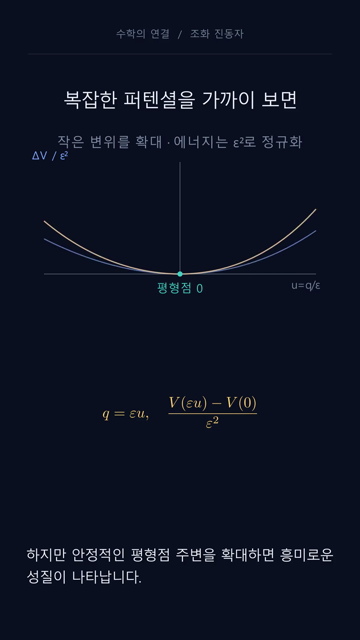 수학의 연결 / 조화 진동자
복잡한 퍼텐셜을 가까이 보면
작은 변위를 확대 · 에너지는 ε²로 정규화
ΔV / ε²
평형점 0
u=q/ε
q = εu, V(εu) − V(0) / ε²
하지만 안정적인 평형점 주변을 확대하면 흥미로운
성질이 나타납니다.